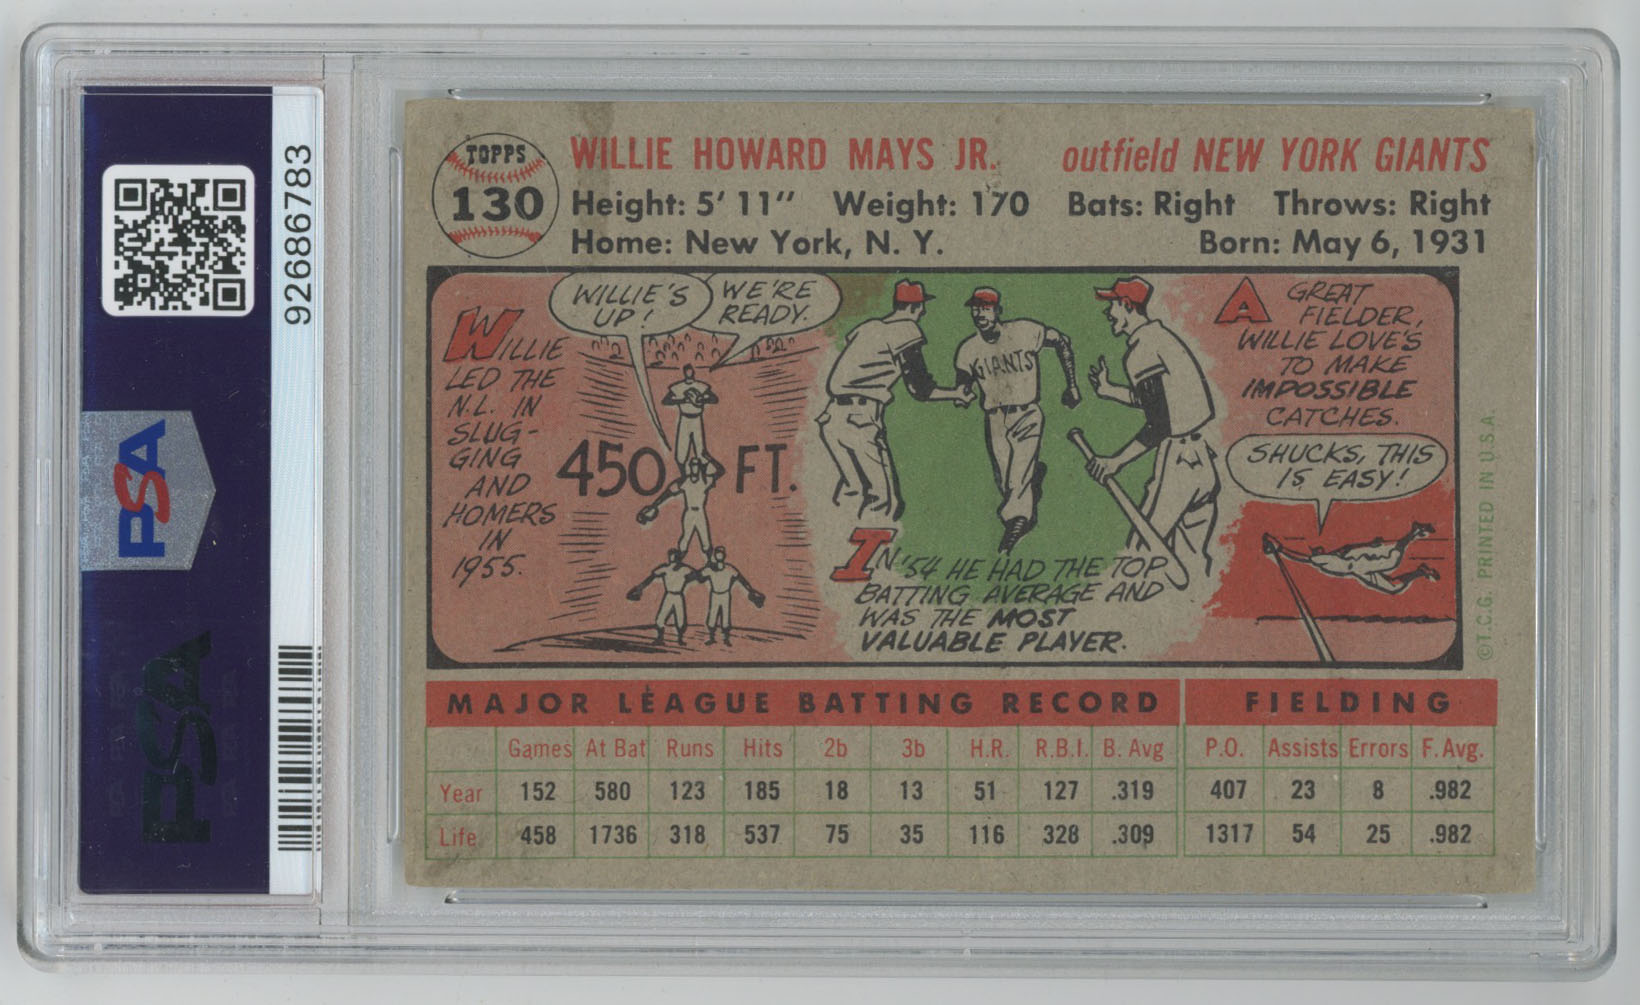 92686783
PSA
PSA
TOPPS
130
WILLIE HOWARD MAYS JR. outfield NEW YORK GIANTS
Height: 5' 11" Weight: 170 Bats: Right Throws: Right
Home: New York, N. Y. Born: May 6, 1931
WILLIE
LED THE
N.L. IN
SLUG-
GING
AND
HOMERS
IN
1955.
WILLIE'S
UP!
WE'RE
READY.
450 FT.
GIANTS
IN '54 HE HAD THE TOP
BATTING AVERAGE AND
WAS THE MOST
VALUABLE PLAYER.
A GREAT
FIELDER,
WILLIE LOVE'S
TO MAKE
IMPOSSIBLE
CATCHES.
SHUCKS, THIS
IS EASY!
©T.C.G. PRINTED IN U.S.A.
MAJOR LEAGUE BATTING RECORD FIELDING
Games At Bat Runs Hits 2b 3b H.R. R.B.I. B. Avg P.O. Assists Errors F. Avg.
Year 152 580 123 185 18 13 51 127 .319 407 23 8 .982
Life 458 1736 318 537 75 35 116 328 .309 1317 54 25 .982